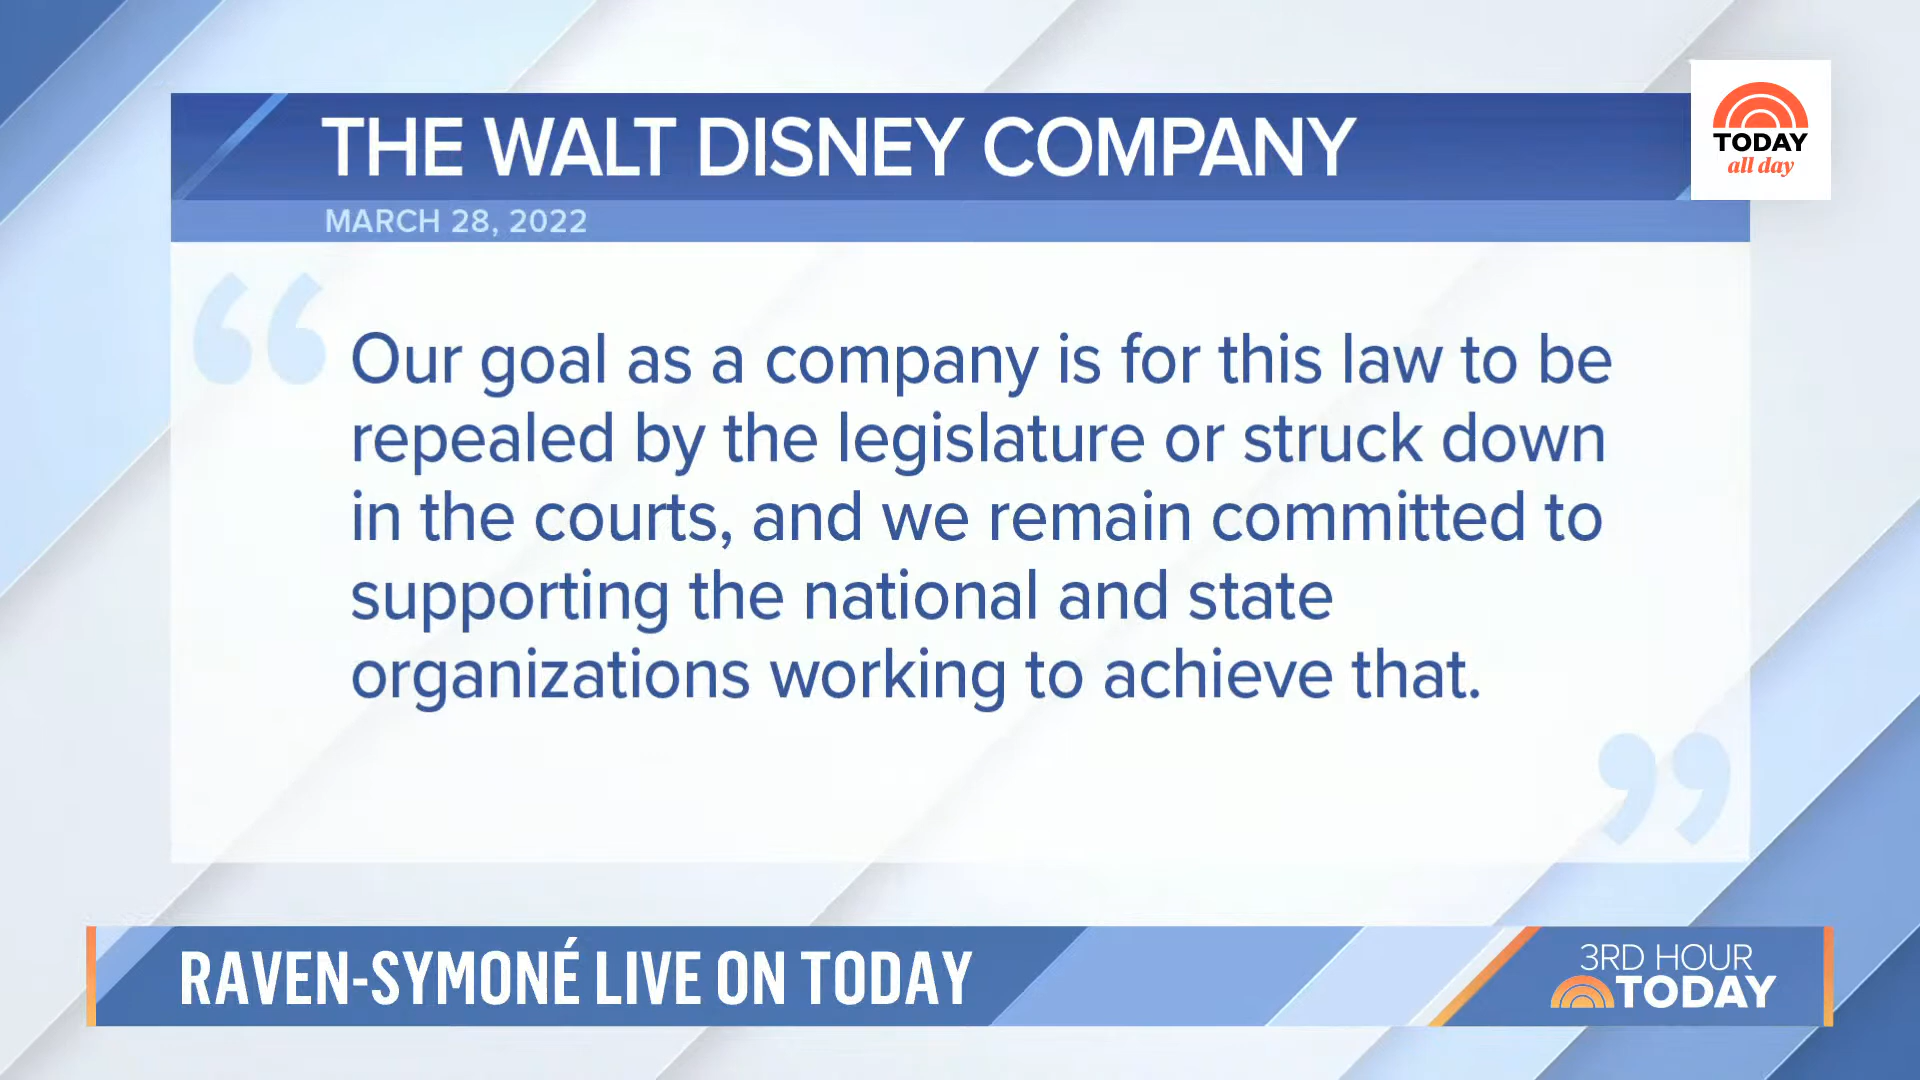 THE WALT DISNEY COMPANY
TODAY
all day
MARCH 28, 2022
“
Our goal as a company is for this law to be
repealed by the legislature or struck down
in the courts, and we remain committed to
supporting the national and state
organizations working to achieve that.
”
RAVEN-SYMONÉ LIVE ON TODAY
3RD HOUR
TODAY